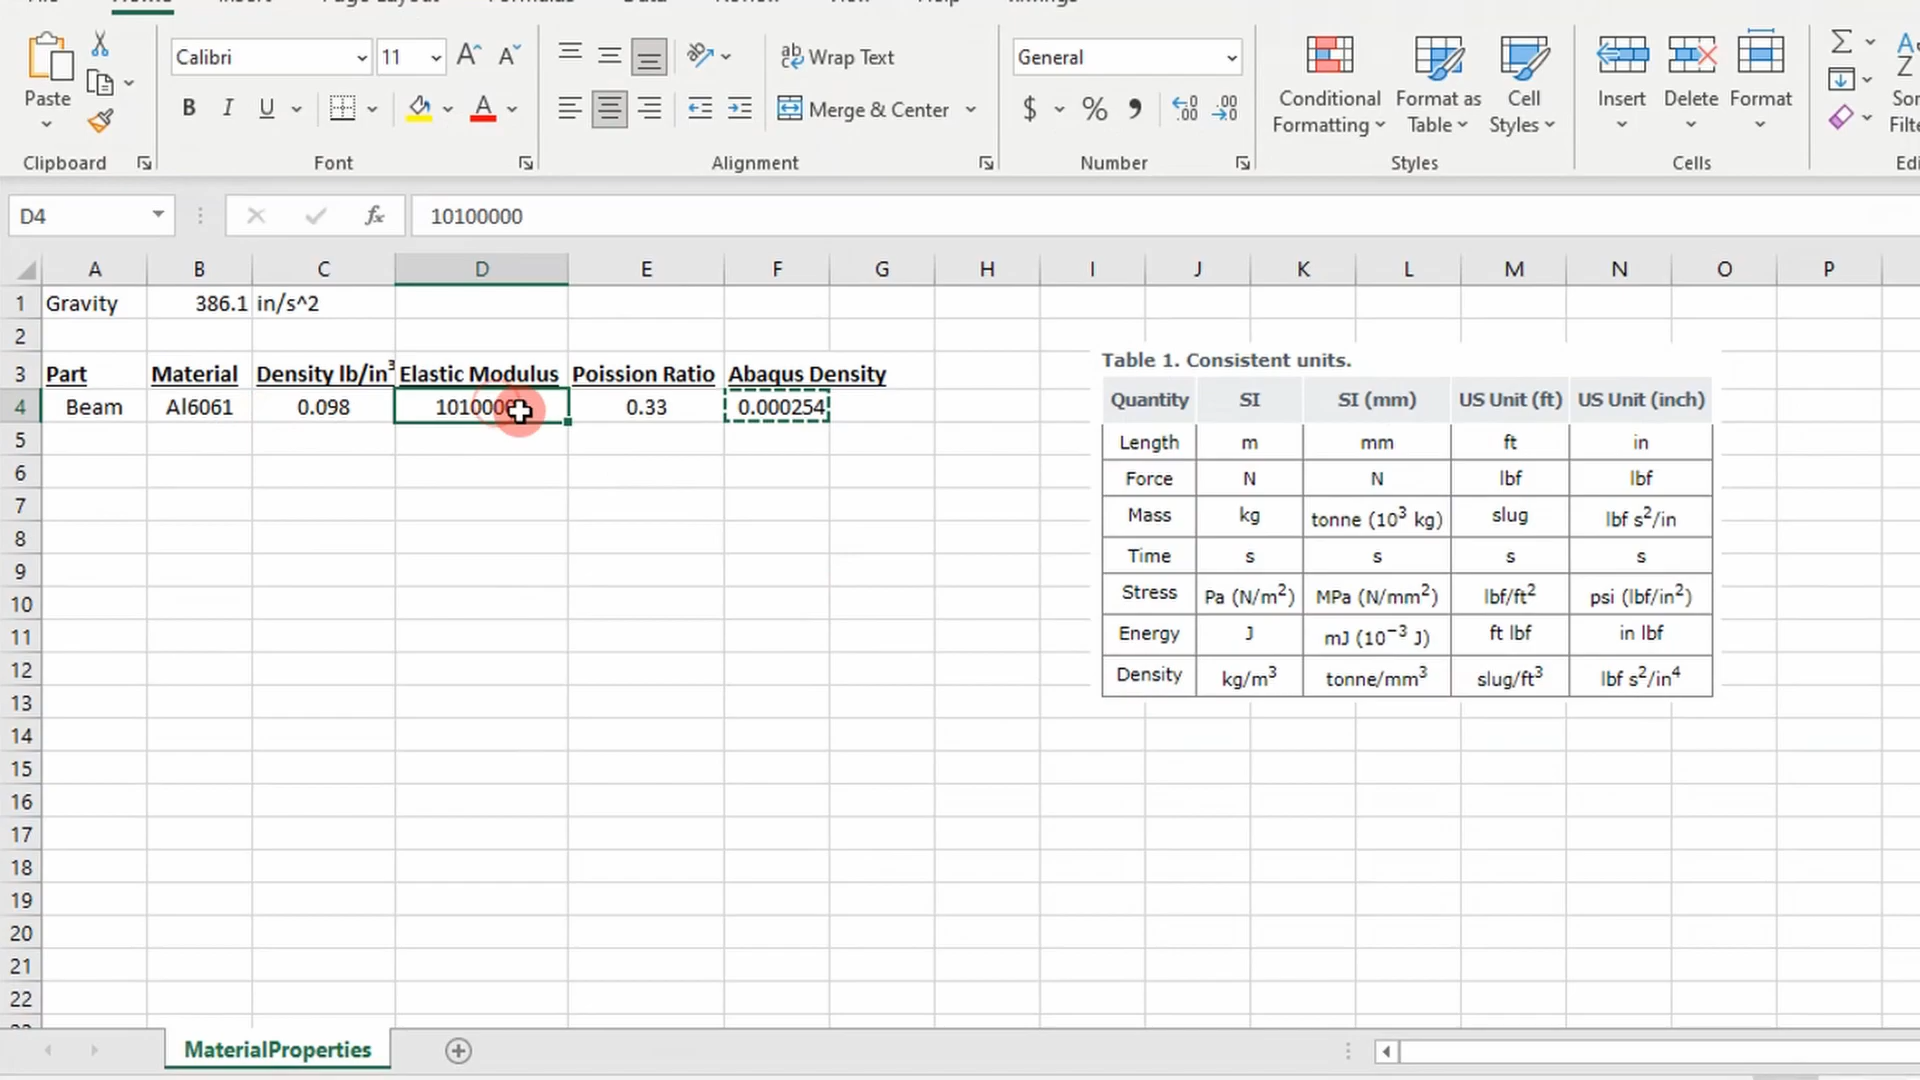 Paste
Calibri
11
B I U
A
ab Wrap Text
Merge & Center
General
$ % ,
Conditional Formatting
Format as Table
Cell Styles
Insert
Delete
Format
Clipboard
Font
Alignment
Number
Styles
Cells
D4
fx
10100000
A B C D E F G H I J K L M N O P
1 Gravity 386.1 in/s^2
2
3 Part Material Density lb/in³ Elastic Modulus Poission Ratio Abaqus Density
4 Beam Al6061 0.098 0.33 0.000254
5
6
7
8
9
10
11
12
13
14
15
16
17
18
19
20
21
22
Table 1. Consistent units.
Quantity SI SI (mm) US Unit (ft) US Unit (inch)
Length m mm ft in
Force N N lbf lbf
Mass kg tonne (10³ kg) slug lbf s²/in
Time s s s s
Stress Pa (N/m²) MPa (N/mm²) lbf/ft² psi (lbf/in²)
Energy J mJ (10⁻³ J) ft lbf in lbf
Density kg/m³ tonne/mm³ slug/ft³ lbf s²/in⁴
MaterialProperties